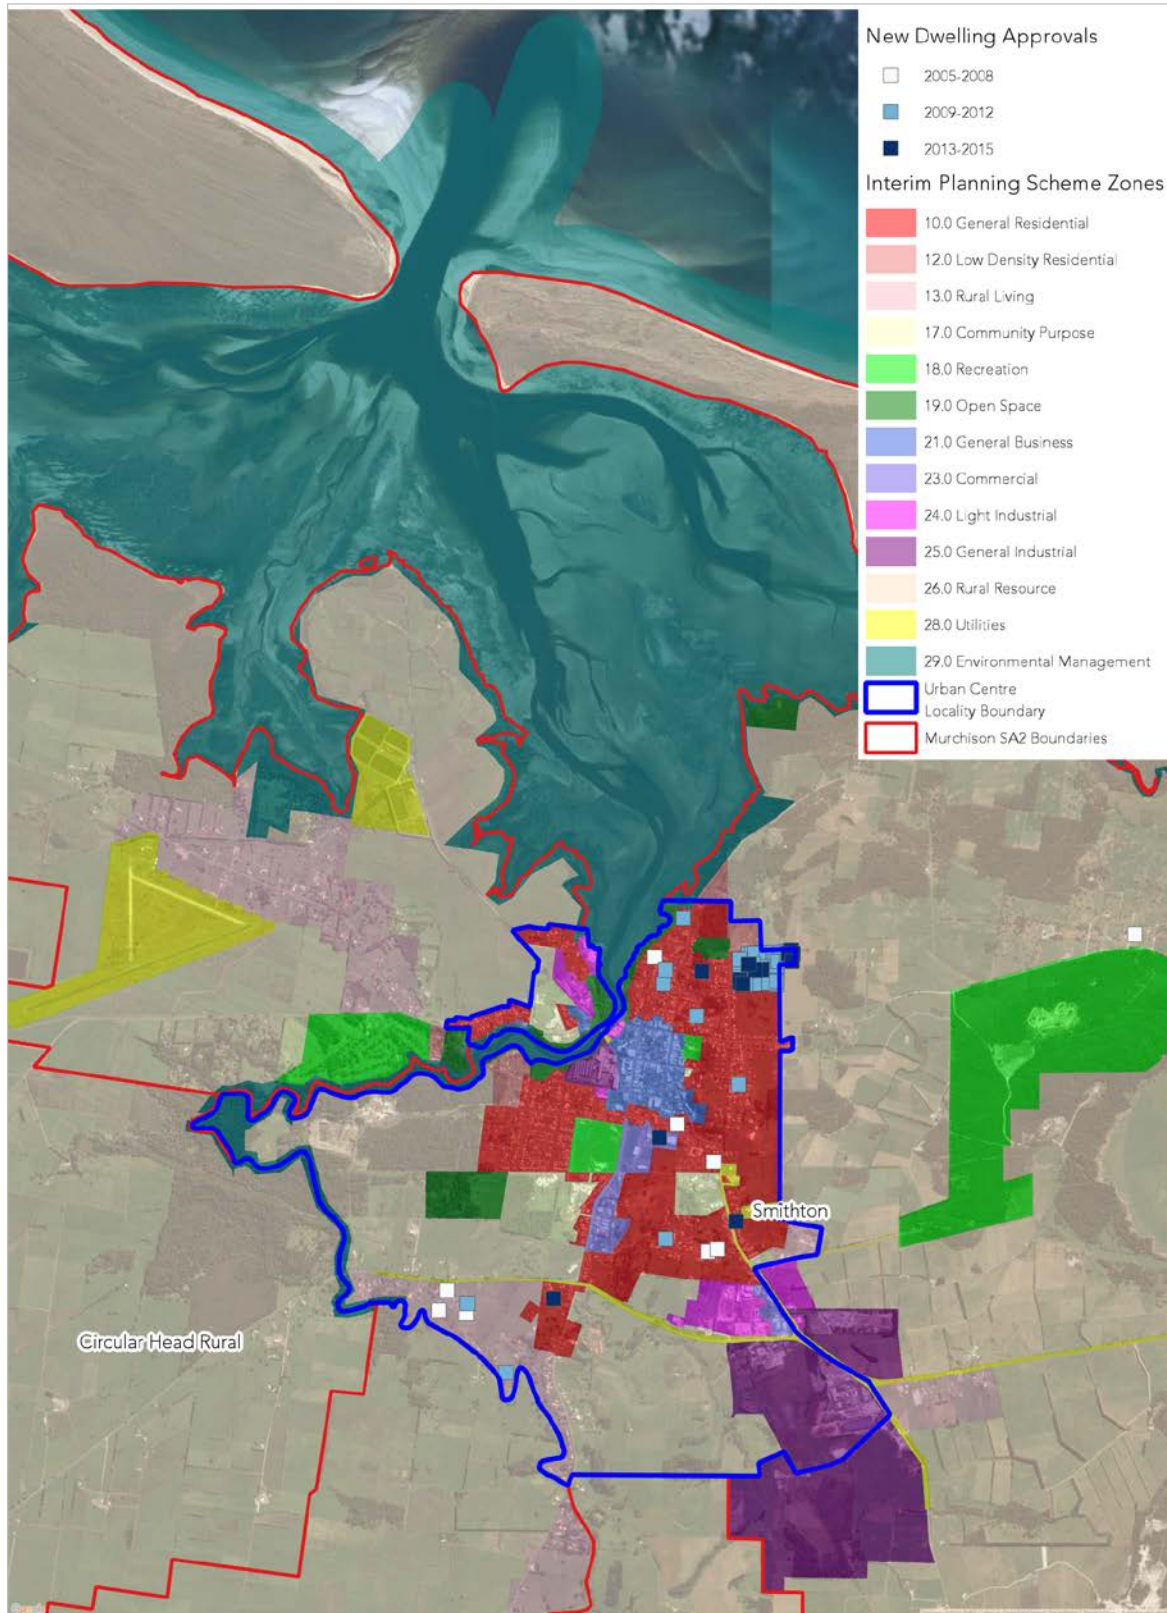 New Dwelling Approvals
2005-2008
2009-2012
2013-2015
Interim Planning Scheme Zones
10.0 General Residential
12.0 Low Density Residential
13.0 Rural Living
17.0 Community Purpose
18.0 Recreation
19.0 Open Space
21.0 General Business
23.0 Commercial
24.0 Light Industrial
25.0 General Industrial
26.0 Rural Resource
28.0 Utilities
29.0 Environmental Management
Urban Centre
Locality Boundary
Murchison SA2 Boundaries
Smithton
Circular Head Rural